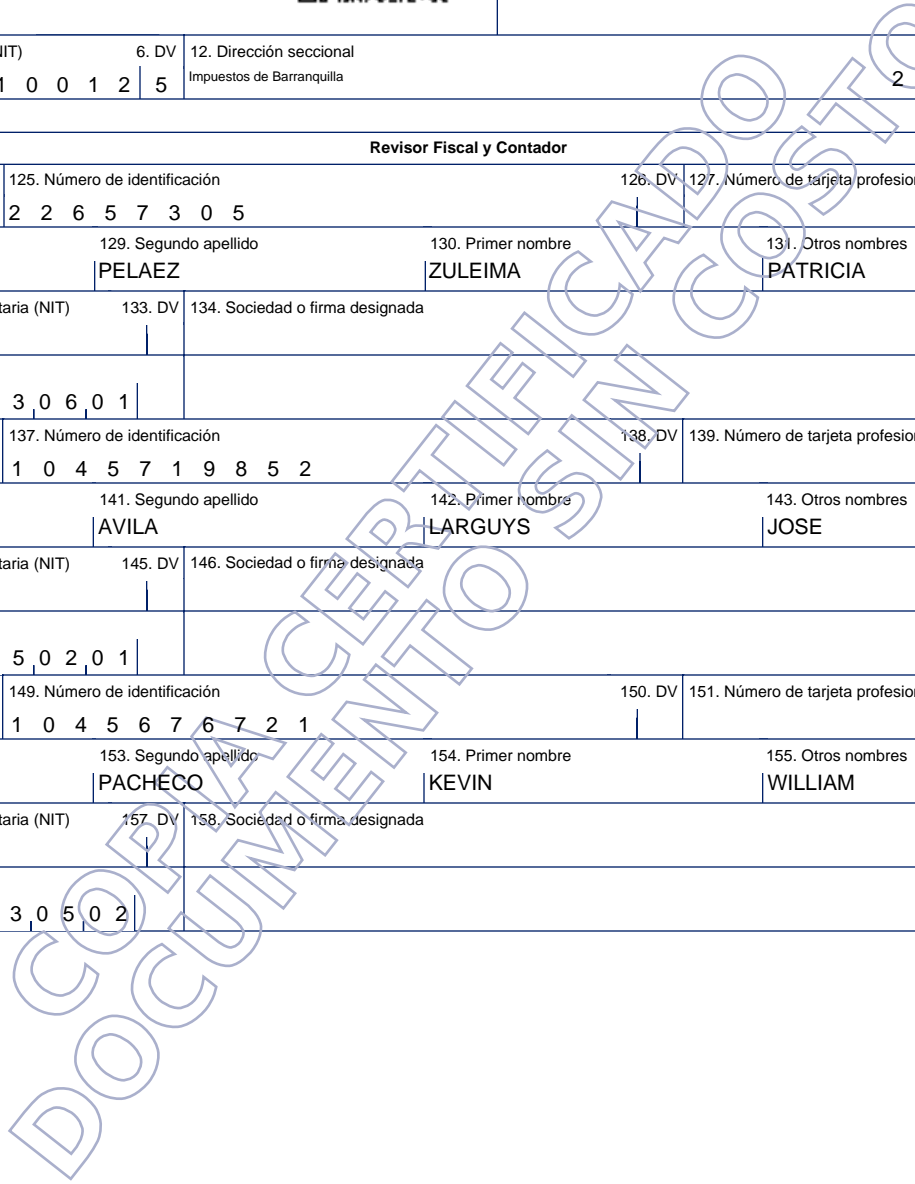 IIT) 6. DV 12. Dirección seccional
1 0 0 1 2 5 Impuestos de Barranquilla 2
Revisor Fiscal y Contador
125. Número de identificación 126. DV 127. Número de tarjeta profesion
2 2 6 5 7 3 0 5
129. Segundo apellido 130. Primer nombre 131. Otros nombres
PELAEZ ZULEIMA PATRICIA
taria (NIT) 133. DV 134. Sociedad o firma designada
3 0 6 0 1
137. Número de identificación 138. DV 139. Número de tarjeta profesion
1 0 4 5 7 1 9 8 5 2
141. Segundo apellido 142. Primer nombre 143. Otros nombres
AVILA LARGUYS JOSE
taria (NIT) 145. DV 146. Sociedad o firma designada
5 0 2 0 1
149. Número de identificación 150. DV 151. Número de tarjeta profesion
1 0 4 5 6 7 6 7 2 1
153. Segundo apellido 154. Primer nombre 155. Otros nombres
PACHECO KEVIN WILLIAM
taria (NIT) 157. DV 158. Sociedad o firma designada
3 0 5 0 2
COPIA CERTIFICADO
DOCUMENTO SIN COSTO